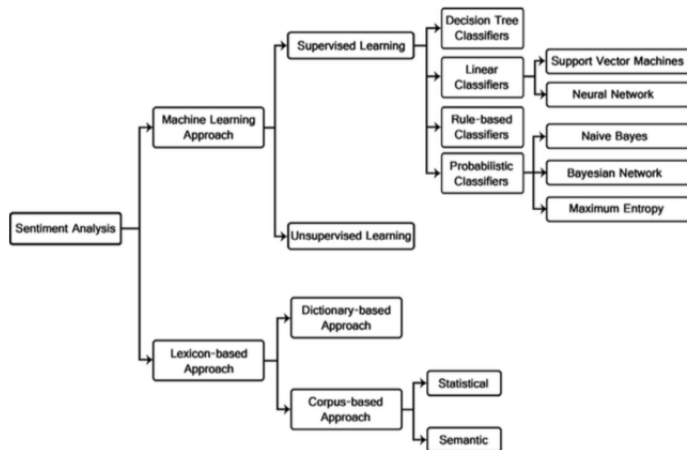 Decision Tree
Classifiers
Supervised Learning
Linear
Classifiers
Support Vector Machines
Neural Network
Machine Learning
Approach
Rule-based
Classifiers
Naive Bayes
Probabilistic
Classifiers
Bayesian Network
Maximum Entropy
Sentiment Analysis
Unsupervised Learning
Dictionary-based
Approach
Lexicon-based
Approach
Corpus-based
Approach
Statistical
Semantic